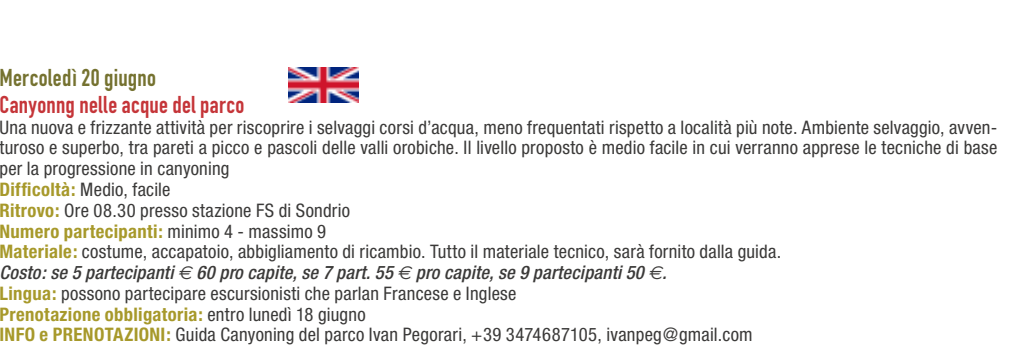 Mercoledì 20 giugno
Canyonng nelle acque del parco
Una nuova e frizzante attività per riscoprire i selvaggi corsi d’acqua, meno frequentati rispetto a località più note. Ambiente selvaggio, avven-
turoso e superbo, tra pareti a picco e pascoli delle valli orobiche. Il livello proposto è medio facile in cui verranno apprese le tecniche di base
per la progressione in canyoning
Difficoltà: Medio, facile
Ritrovo: Ore 08.30 presso stazione FS di Sondrio
Numero partecipanti: minimo 4 - massimo 9
Materiale: costume, accapatoio, abbigliamento di ricambio. Tutto il materiale tecnico, sarà fornito dalla guida.
Costo: se 5 partecipanti € 60 pro capite, se 7 part. 55 € pro capite, se 9 partecipanti 50 €.
Lingua: possono partecipare escursionisti che parlan Francese e Inglese
Prenotazione obbligatoria: entro lunedì 18 giugno
INFO e PRENOTAZIONI: Guida Canyoning del parco Ivan Pegorari, +39 3474687105, ivanpeg@gmail.com